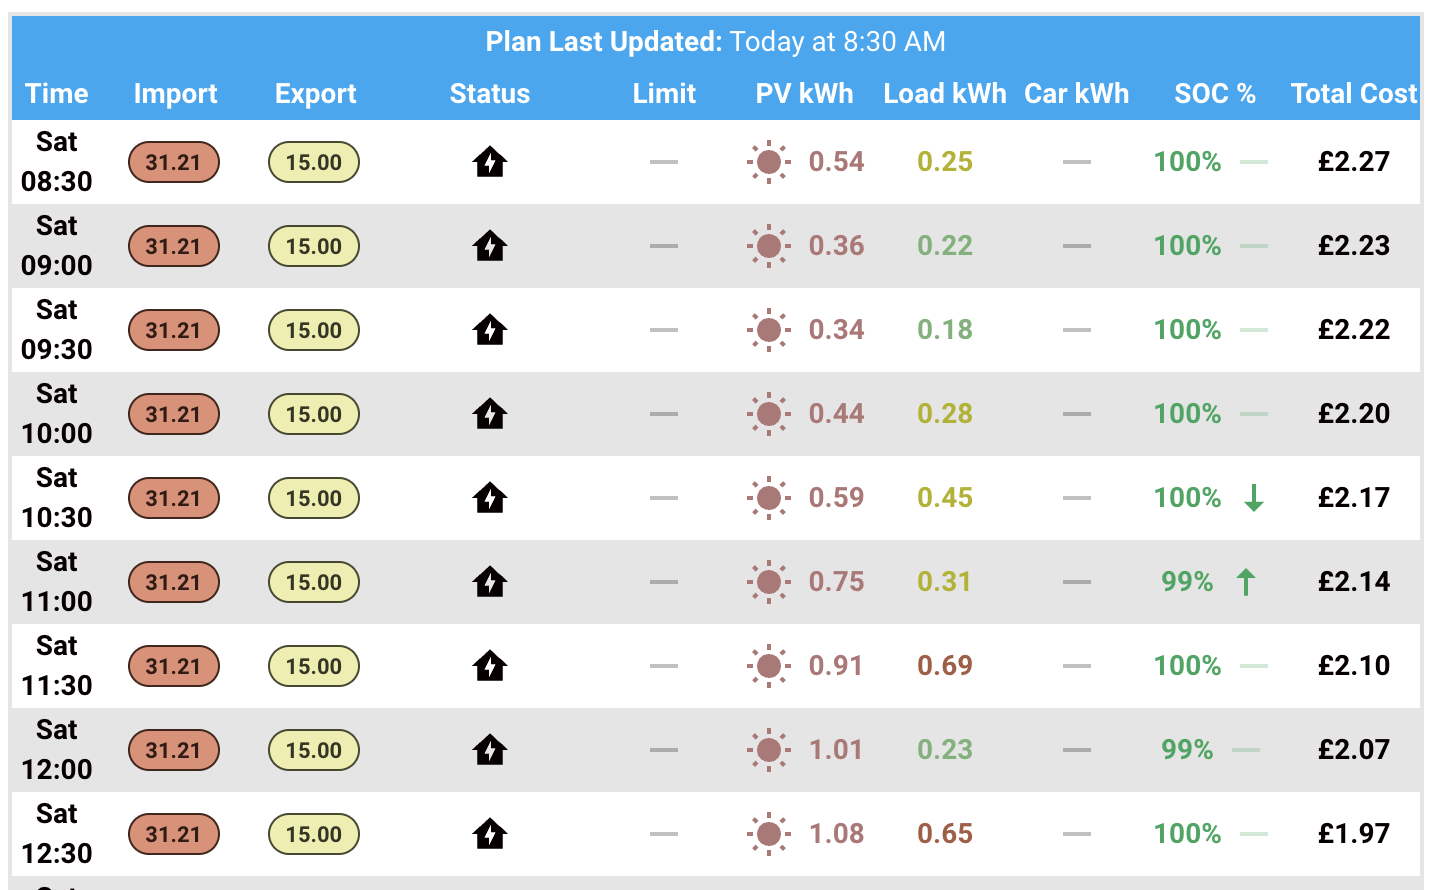 Plan Last Updated: Today at 8:30 AM
Time Import Export Status Limit PV kWh Load kWh Car kWh SOC % Total Cost
Sat 08:30 31.21 15.00 — 0.54 0.25 — 100% — £2.27
Sat 09:00 31.21 15.00 — 0.36 0.22 — 100% — £2.23
Sat 09:30 31.21 15.00 — 0.34 0.18 — 100% — £2.22
Sat 10:00 31.21 15.00 — 0.44 0.28 — 100% — £2.20
Sat 10:30 31.21 15.00 — 0.59 0.45 — 100% ↓ £2.17
Sat 11:00 31.21 15.00 — 0.75 0.31 — 99% ↑ £2.14
Sat 11:30 31.21 15.00 — 0.91 0.69 — 100% — £2.10
Sat 12:00 31.21 15.00 — 1.01 0.23 — 99% — £2.07
Sat 12:30 31.21 15.00 — 1.08 0.65 — 100% — £1.97